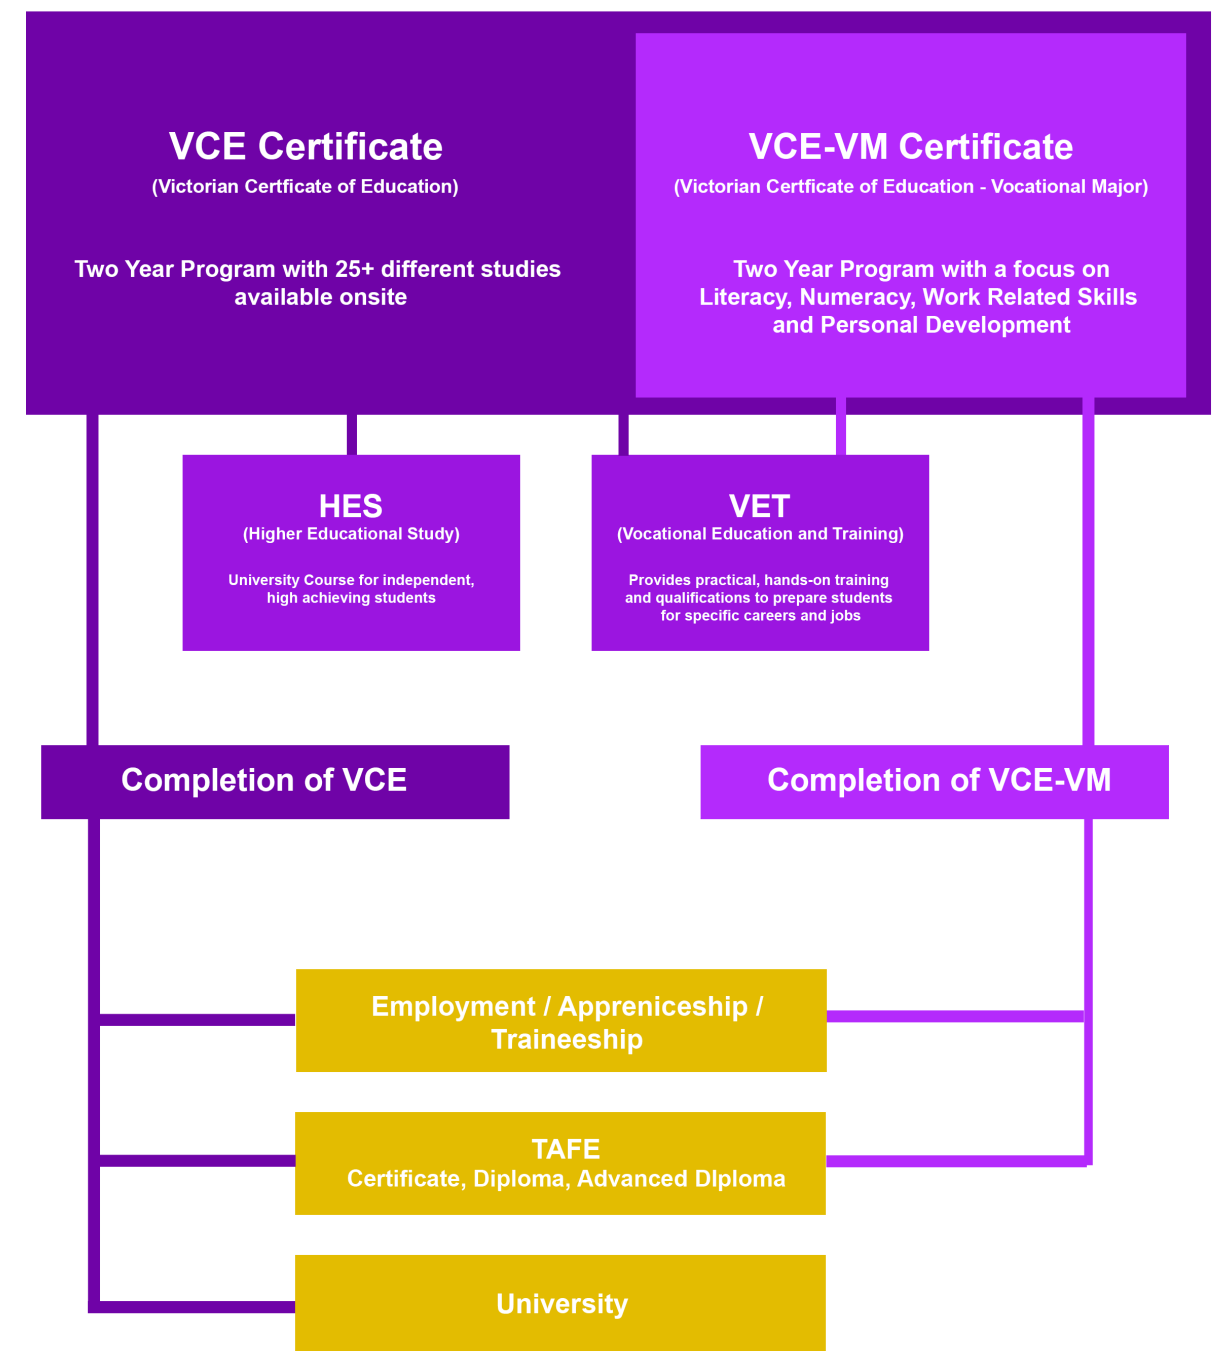 VCE Certificate
(Victorian Certficate of Education)
Two Year Program with 25+ different studies
available onsite
VCE-VM Certificate
(Victorian Certficate of Education - Vocational Major)
Two Year Program with a focus on
Literacy, Numeracy, Work Related Skills
and Personal Development
HES
(Higher Educational Study)
University Course for independent,
high achieving students
VET
(Vocational Education and Training)
Provides practical, hands-on training
and qualifications to prepare students
for specific careers and jobs
Completion of VCE
Completion of VCE-VM
Employment / Appreniceship /
Traineeship
TAFE
Certificate, Diploma, Advanced DIploma
University